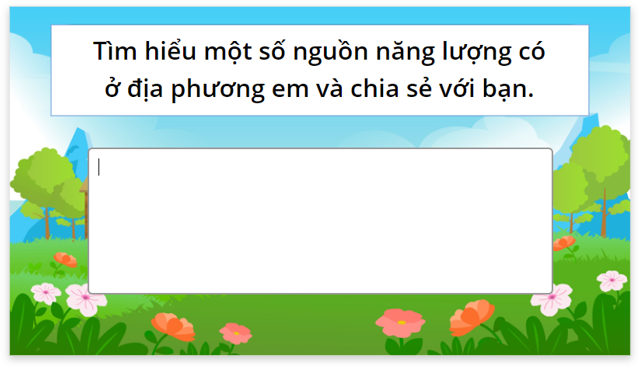 Tìm hiểu một số nguồn năng lượng có
ở địa phương em và chia sẻ với bạn.